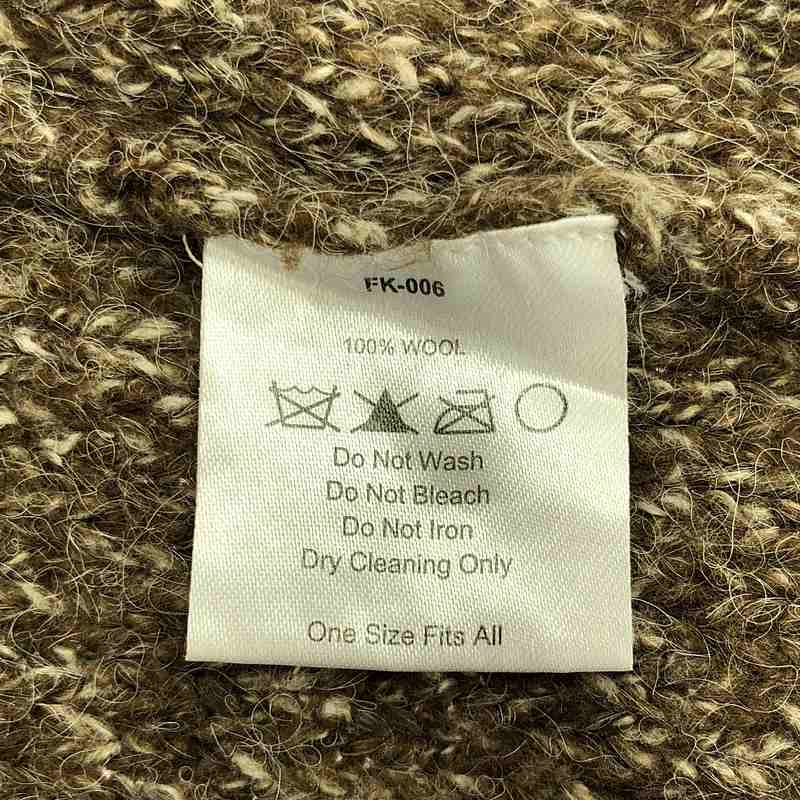 FK-006
100% WOOL
Do Not Wash
Do Not Bleach
Do Not Iron
Dry Cleaning Only
One Size Fits All